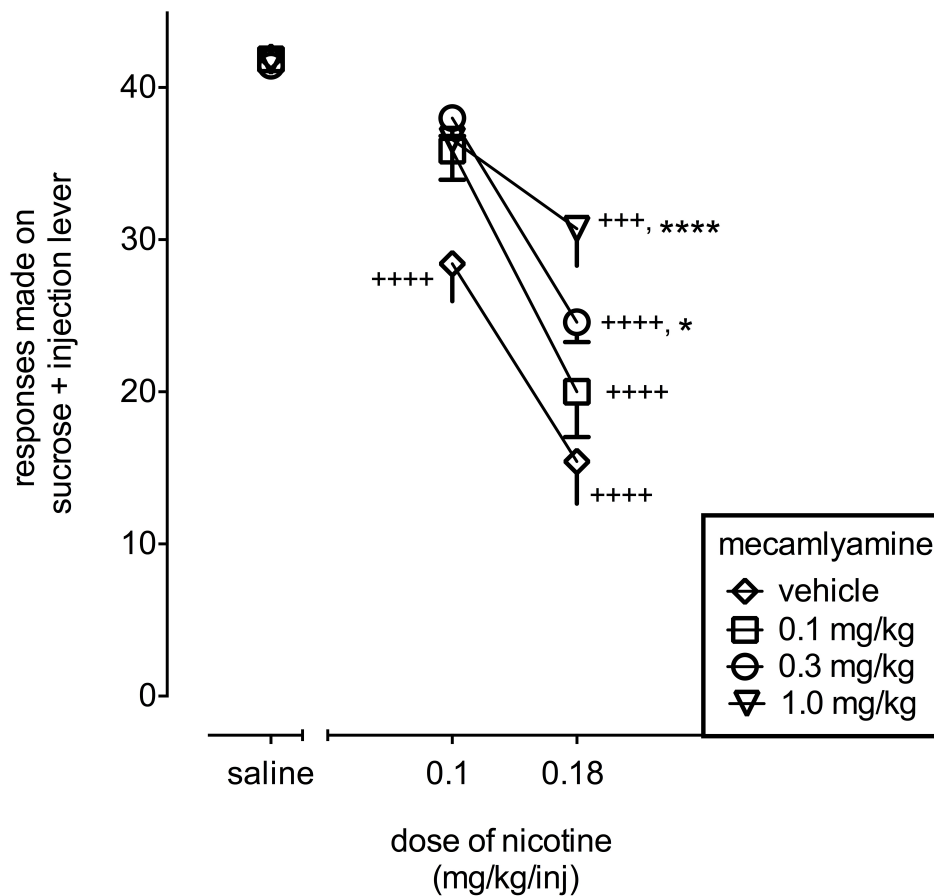 responses made on
sucrose + injection lever
40
30
20
10
0
++++
+++, ****
++++, *
++++
++++
mecamlyamine
vehicle
0.1 mg/kg
0.3 mg/kg
1.0 mg/kg
saline
0.1
0.18
dose of nicotine
(mg/kg/inj)